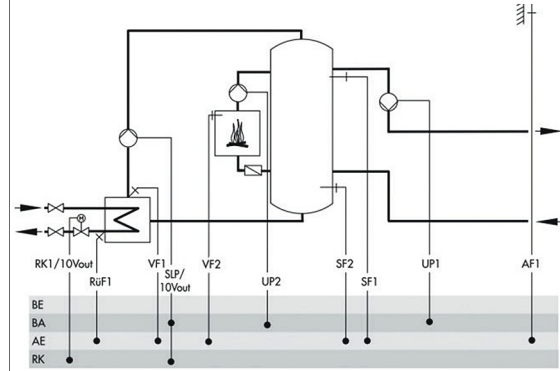 M
RK1/10Vout
VF1
VF2
SF2
UP1
AF1
RüF1
SLP/
10Vout
UP2
SF1
BE
BA
AE
RK